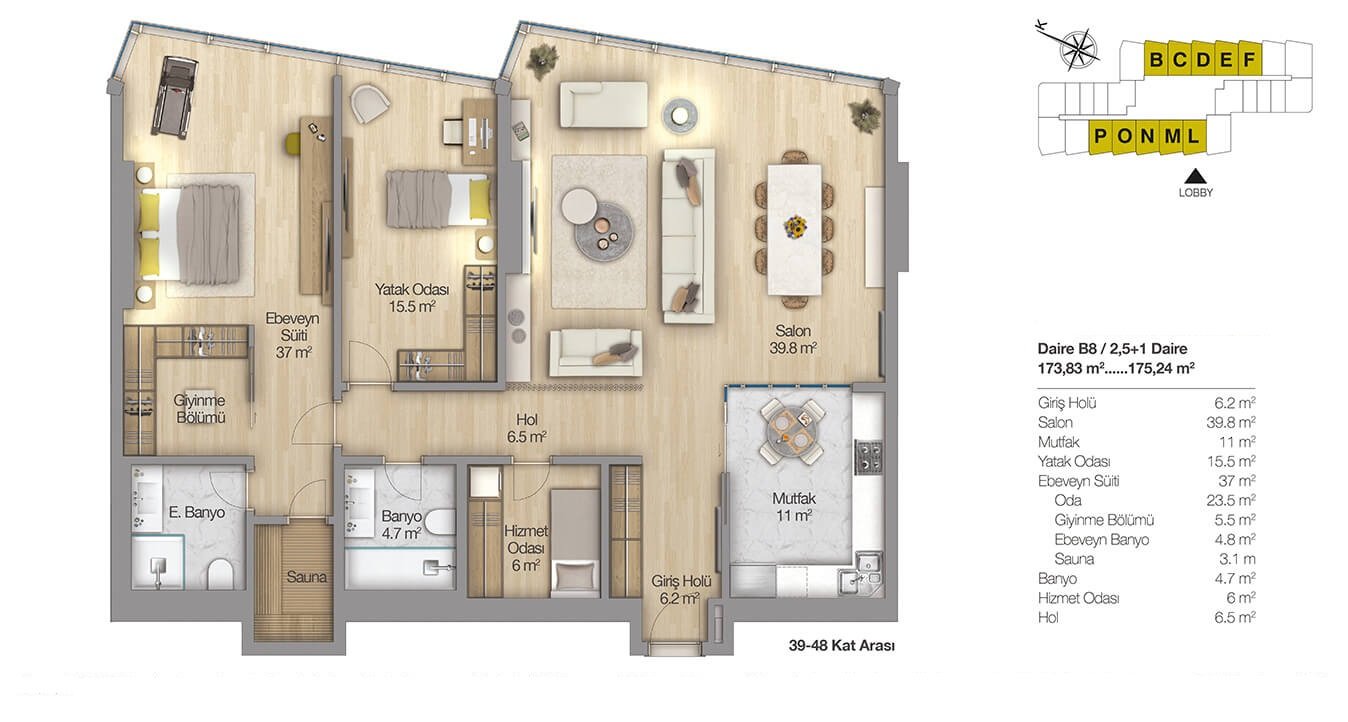 K
B C D E F
P O N M L
LOBBY
Yatak Odası
15.5 m²
Ebeveyn
Süiti
37 m²
Salon
39.8 m²
Giyinme
Bölümü
Hol
6.5 m²
E. Banyo
Banyo
4.7 m²
Hizmet
Odası
6 m²
Mutfak
11 m²
Sauna
Giriş Holü
6.2 m²
39-48 Kat Arası
Daire B8 / 2,5+1 Daire
173,83 m²......175,24 m²
Giriş Holü 6.2 m²
Salon 39.8 m²
Mutfak 11 m²
Yatak Odası 15.5 m²
Ebeveyn Süiti 37 m²
Oda 23.5 m²
Giyinme Bölümü 5.5 m²
Ebeveyn Banyo 4.8 m²
Sauna 3.1 m
Banyo 4.7 m²
Hizmet Odası 6 m²
Hol 6.5 m²